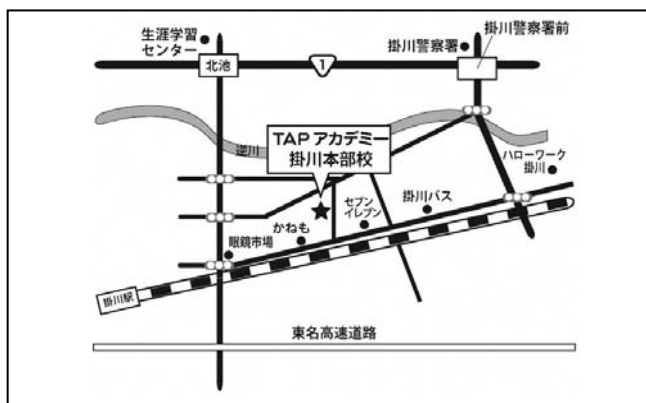 生涯学習
センター
北池
1
掛川警察署
掛川警察署前
逆川
TAP アカデミー
掛川本部校
ハローワーク
掛川
掛川バス
セブン
イレブン
かねも
眼鏡市場
掛川駅
東名高速道路